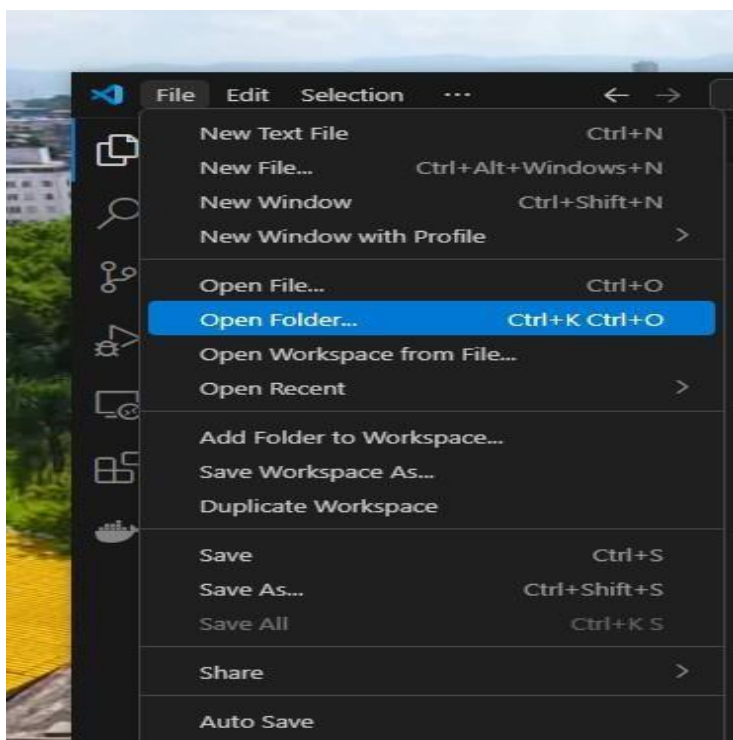 File Edit Selection ...
New Text File Ctrl+N
New File... Ctrl+Alt+Windows+N
New Window Ctrl+Shift+N
New Window with Profile
Open File... Ctrl+O
Open Folder... Ctrl+K Ctrl+O
Open Workspace from File...
Open Recent
Add Folder to Workspace...
Save Workspace As...
Duplicate Workspace
Save Ctrl+S
Save As... Ctrl+Shift+S
Save All Ctrl+K S
Share
Auto Save